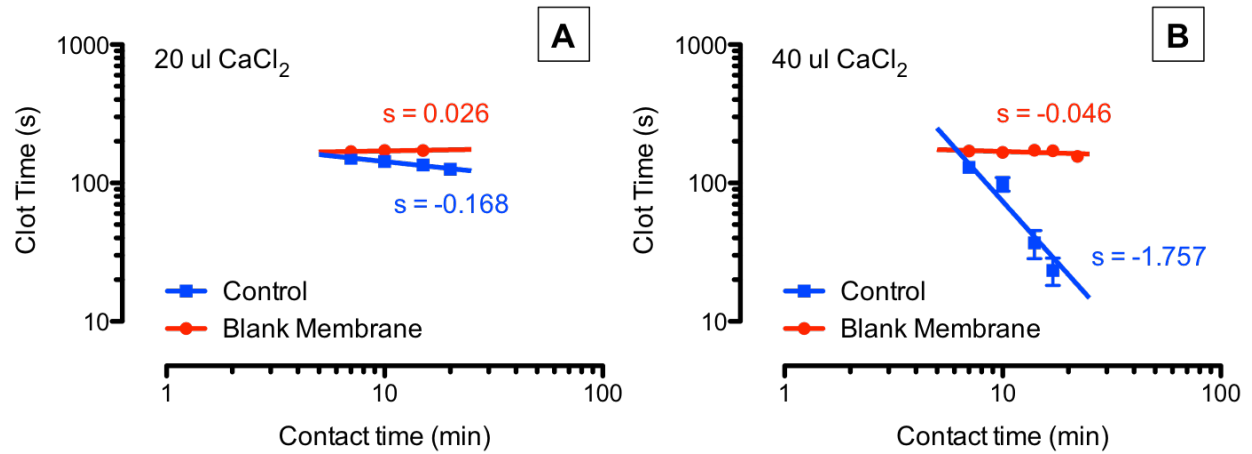 A
20 ul CaCl2
1000
100
10
Clot Time (s)
s = 0.026
s = -0.168
Control
Blank Membrane
1
10
100
Contact time (min)
B
40 ul CaCl2
1000
100
10
Clot Time (s)
s = -0.046
s = -1.757
Control
Blank Membrane
1
10
100
Contact time (min)